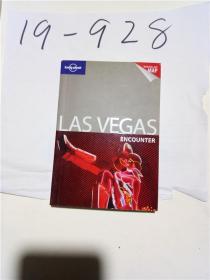 19-928
lonely planet
MAP
LAS VEGAS
ENCOUNTER